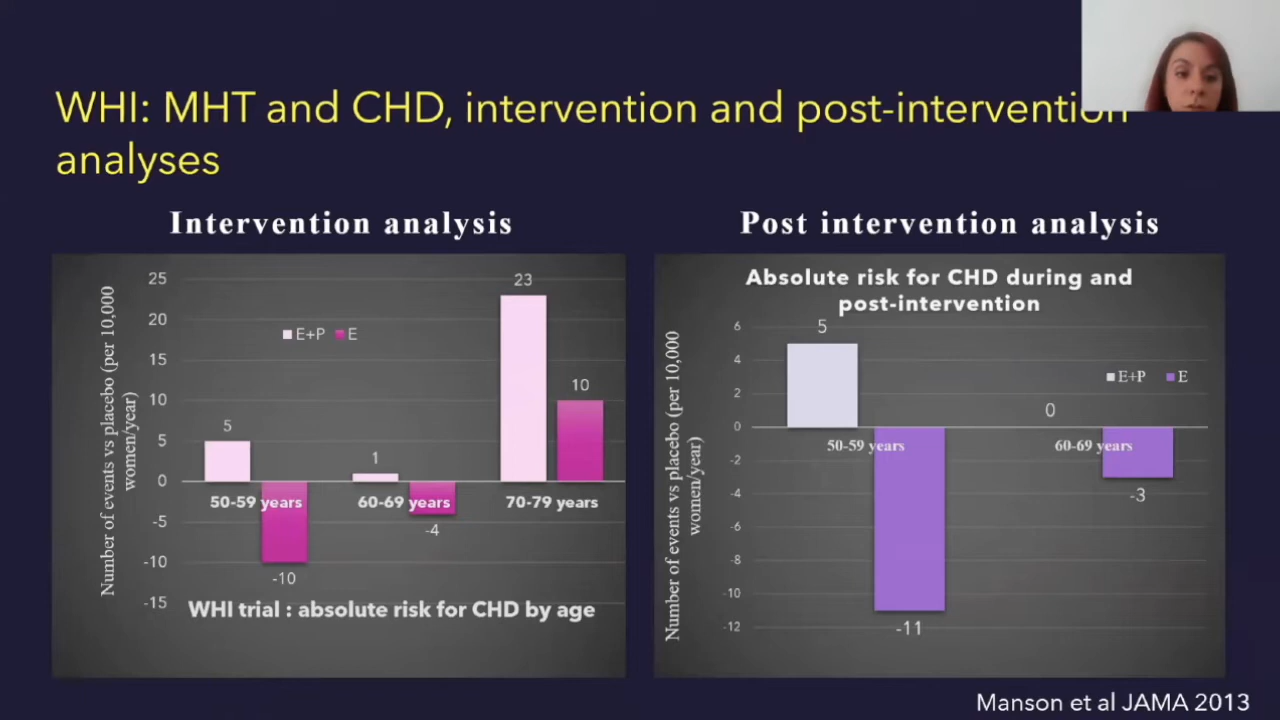 WHI: MHT and CHD, intervention and post-intervention
analyses
Intervention analysis
Number of events vs placebo (per 10,000
women/year)
25
20
15
10
5
0
-5
-10
-15
E+P E
5
-10
1
-4
23
10
50-59 years
60-69 years
70-79 years
WHI trial : absolute risk for CHD by age
Post intervention analysis
Absolute risk for CHD during and
post-intervention
Number of events vs placebo (per 10,000
women/year)
6
4
2
0
-2
-4
-6
-8
-10
-12
E+P E
5
-11
0
-3
50-59 years
60-69 years
Manson et al JAMA 2013